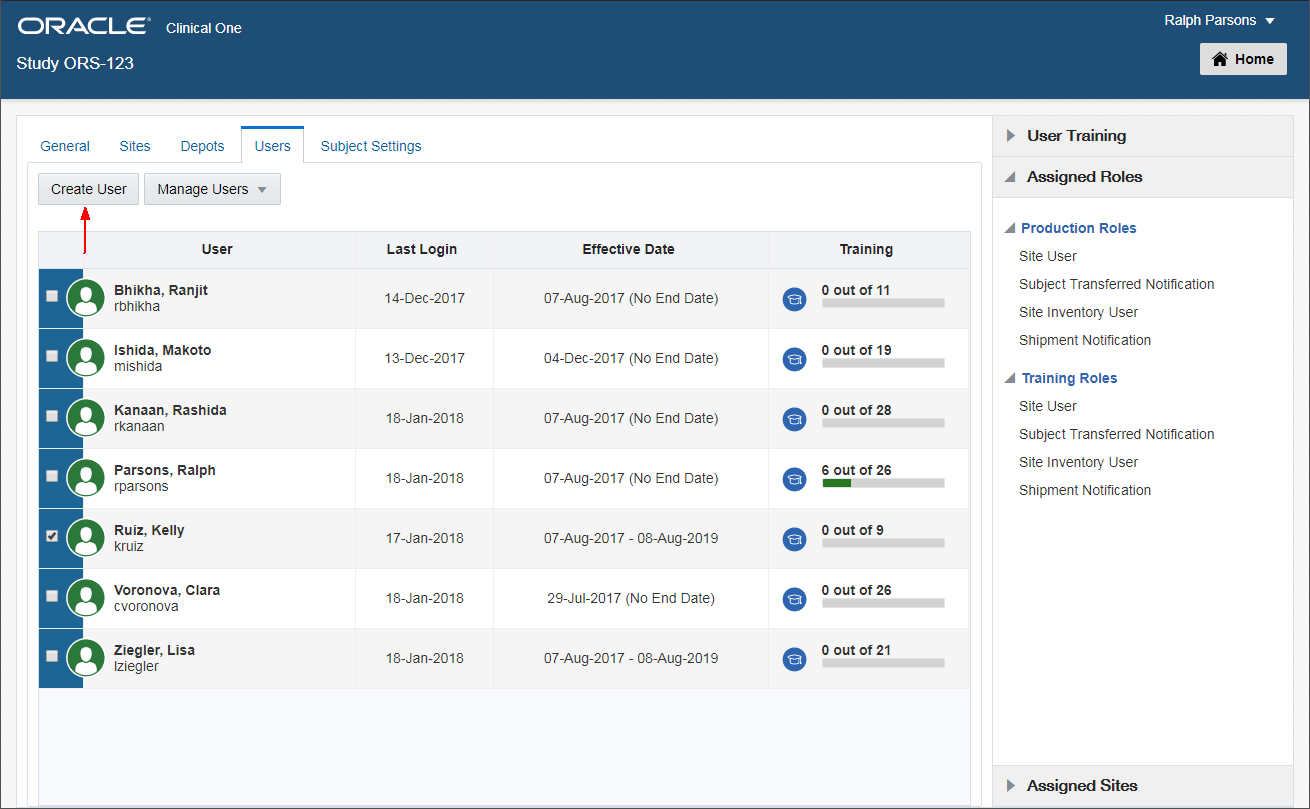 ORACLE® Clinical One
Ralph Parsons
Study ORS-123
Home
General Sites Depots Users Subject Settings
Create User Manage Users
User Last Login Effective Date Training
Bhikha, Ranjit
rbhikha
14-Dec-2017 07-Aug-2017 (No End Date) 0 out of 11
Ishida, Makoto
mishida
13-Dec-2017 04-Dec-2017 (No End Date) 0 out of 19
Kanaan, Rashida
rkanaan
18-Jan-2018 07-Aug-2017 (No End Date) 0 out of 28
Parsons, Ralph
rparsons
18-Jan-2018 07-Aug-2017 (No End Date) 6 out of 26
Ruiz, Kelly
kruiz
17-Jan-2018 07-Aug-2017 - 08-Aug-2019 0 out of 9
Voronova, Clara
cvoronova
18-Jan-2018 29-Jul-2017 (No End Date) 0 out of 26
Ziegler, Lisa
lziegler
18-Jan-2018 07-Aug-2017 - 08-Aug-2019 0 out of 21
User Training
Assigned Roles
Production Roles
Site User
Subject Transferred Notification
Site Inventory User
Shipment Notification
Training Roles
Site User
Subject Transferred Notification
Site Inventory User
Shipment Notification
Assigned Sites